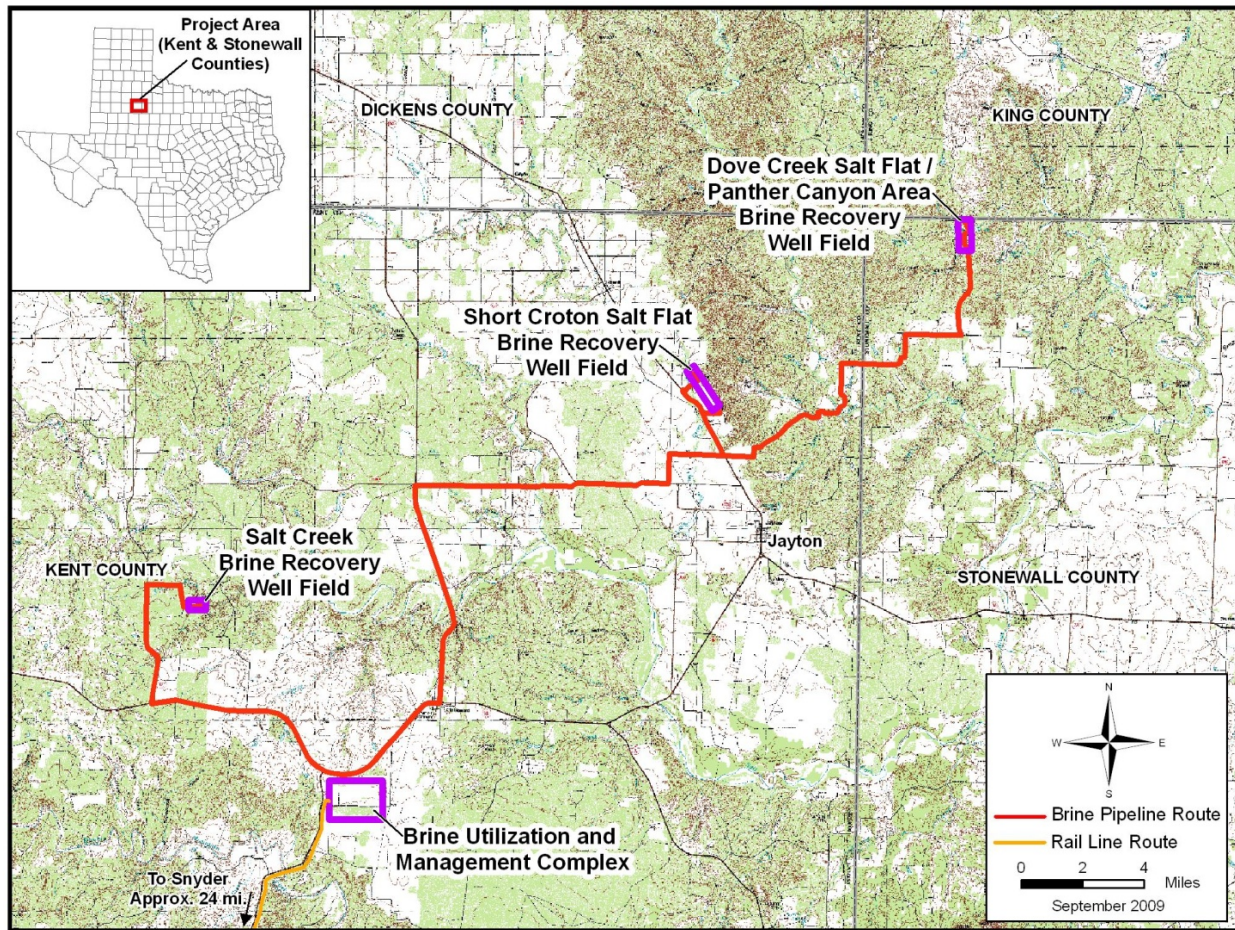 Project Area
(Kent & Stonewall
Counties)
DICKENS COUNTY
KING COUNTY
Dove Creek Salt Flat /
Panther Canyon Area
Brine Recovery
Well Field
Short Croton Salt Flat
Brine Recovery
Well Field
Salt Creek
Brine Recovery
Well Field
KENT COUNTY
Jayton
STONEWALL COUNTY
Brine Utilization and
Management Complex
To Snyder
Approx. 24 mi.
N
W
E
S
Brine Pipeline Route
Rail Line Route
0 2 4
Miles
September 2009